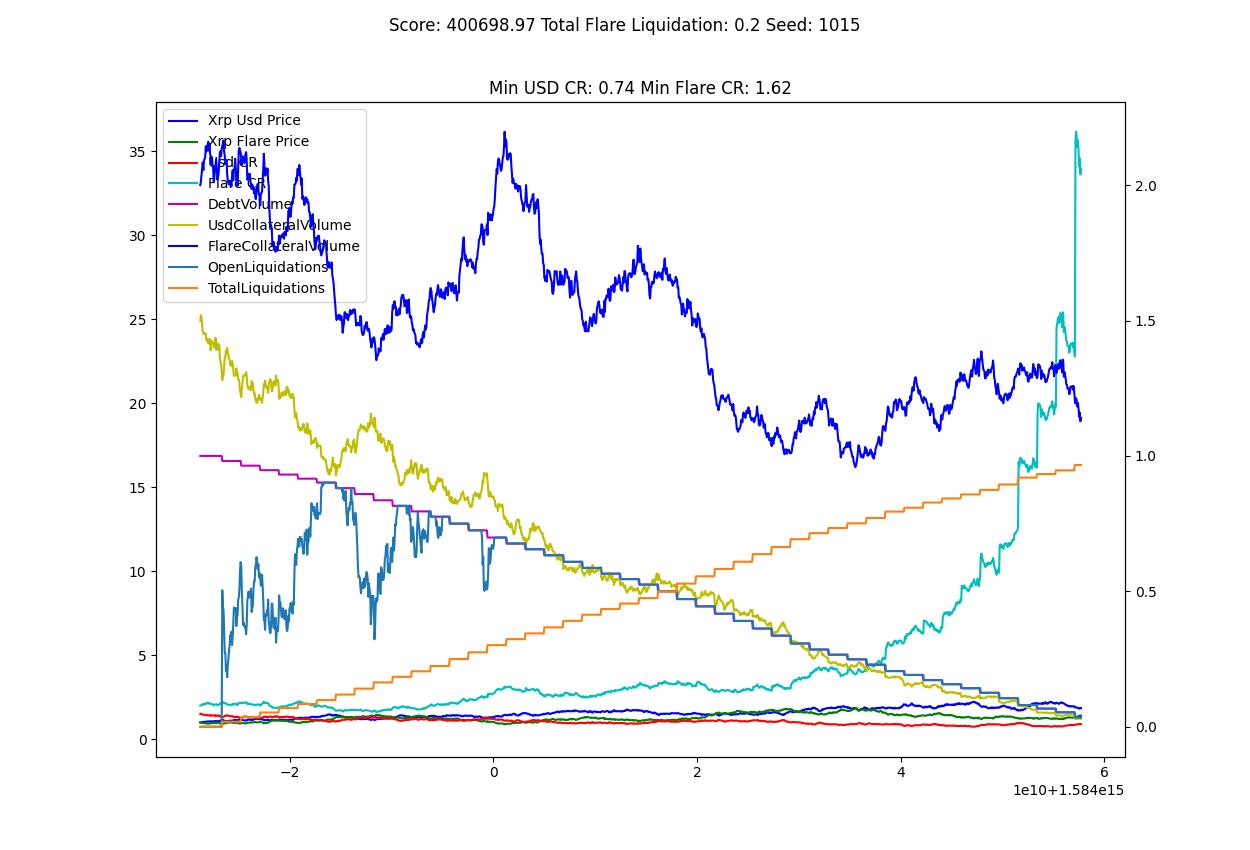 Score: 400698.97 Total Flare Liquidation: 0.2 Seed: 1015
Min USD CR: 0.74 Min Flare CR: 1.62
Xrp Usd Price
Xrp Flare Price
Usd CR
Flare CR
DebtVolume
UsdCollateralVolume
FlareCollateralVolume
OpenLiquidations
TotalLiquidations
35
30
25
20
15
10
5
0
2.0
1.5
1.0
0.5
0.0
−2
0
2
4
6
1e10+1.584e15